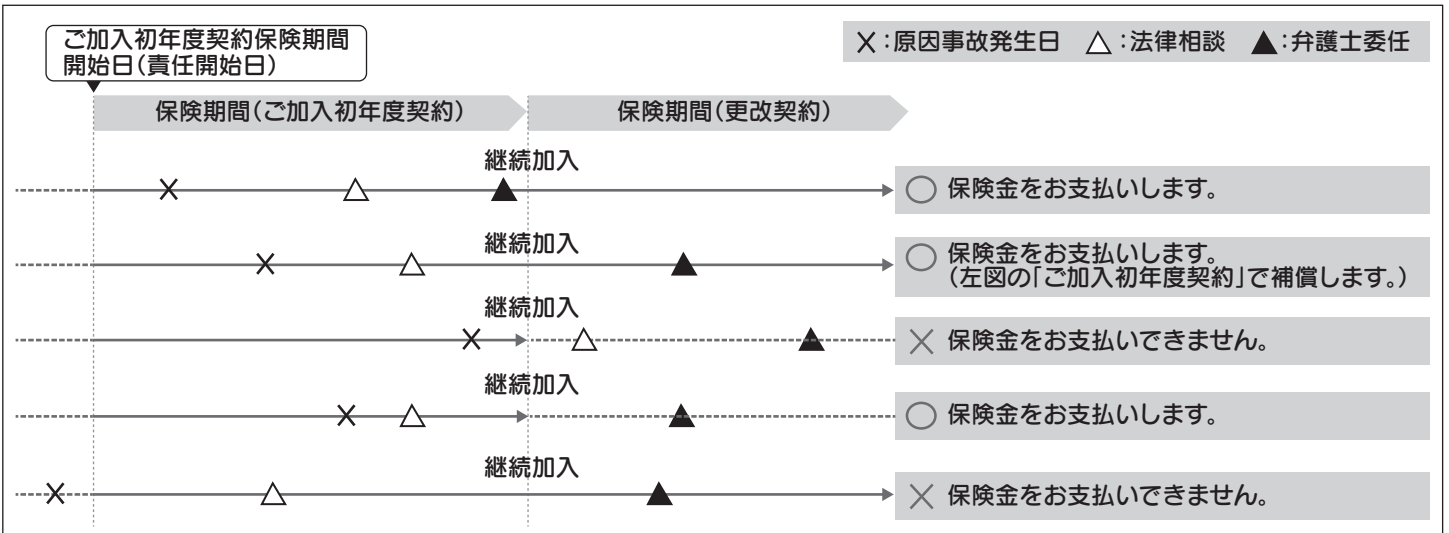 ご加入初年度契約保険期間
開始日(責任開始日)
×:原因事故発生日 △:法律相談 ▲:弁護士委任
保険期間(ご加入初年度契約)
保険期間(更改契約)
継続加入
○ 保険金をお支払いします。
継続加入
○ 保険金をお支払いします。
(左図の「ご加入初年度契約」で補償します。)
継続加入
× 保険金をお支払いできません。
継続加入
○ 保険金をお支払いします。
継続加入
× 保険金をお支払いできません。